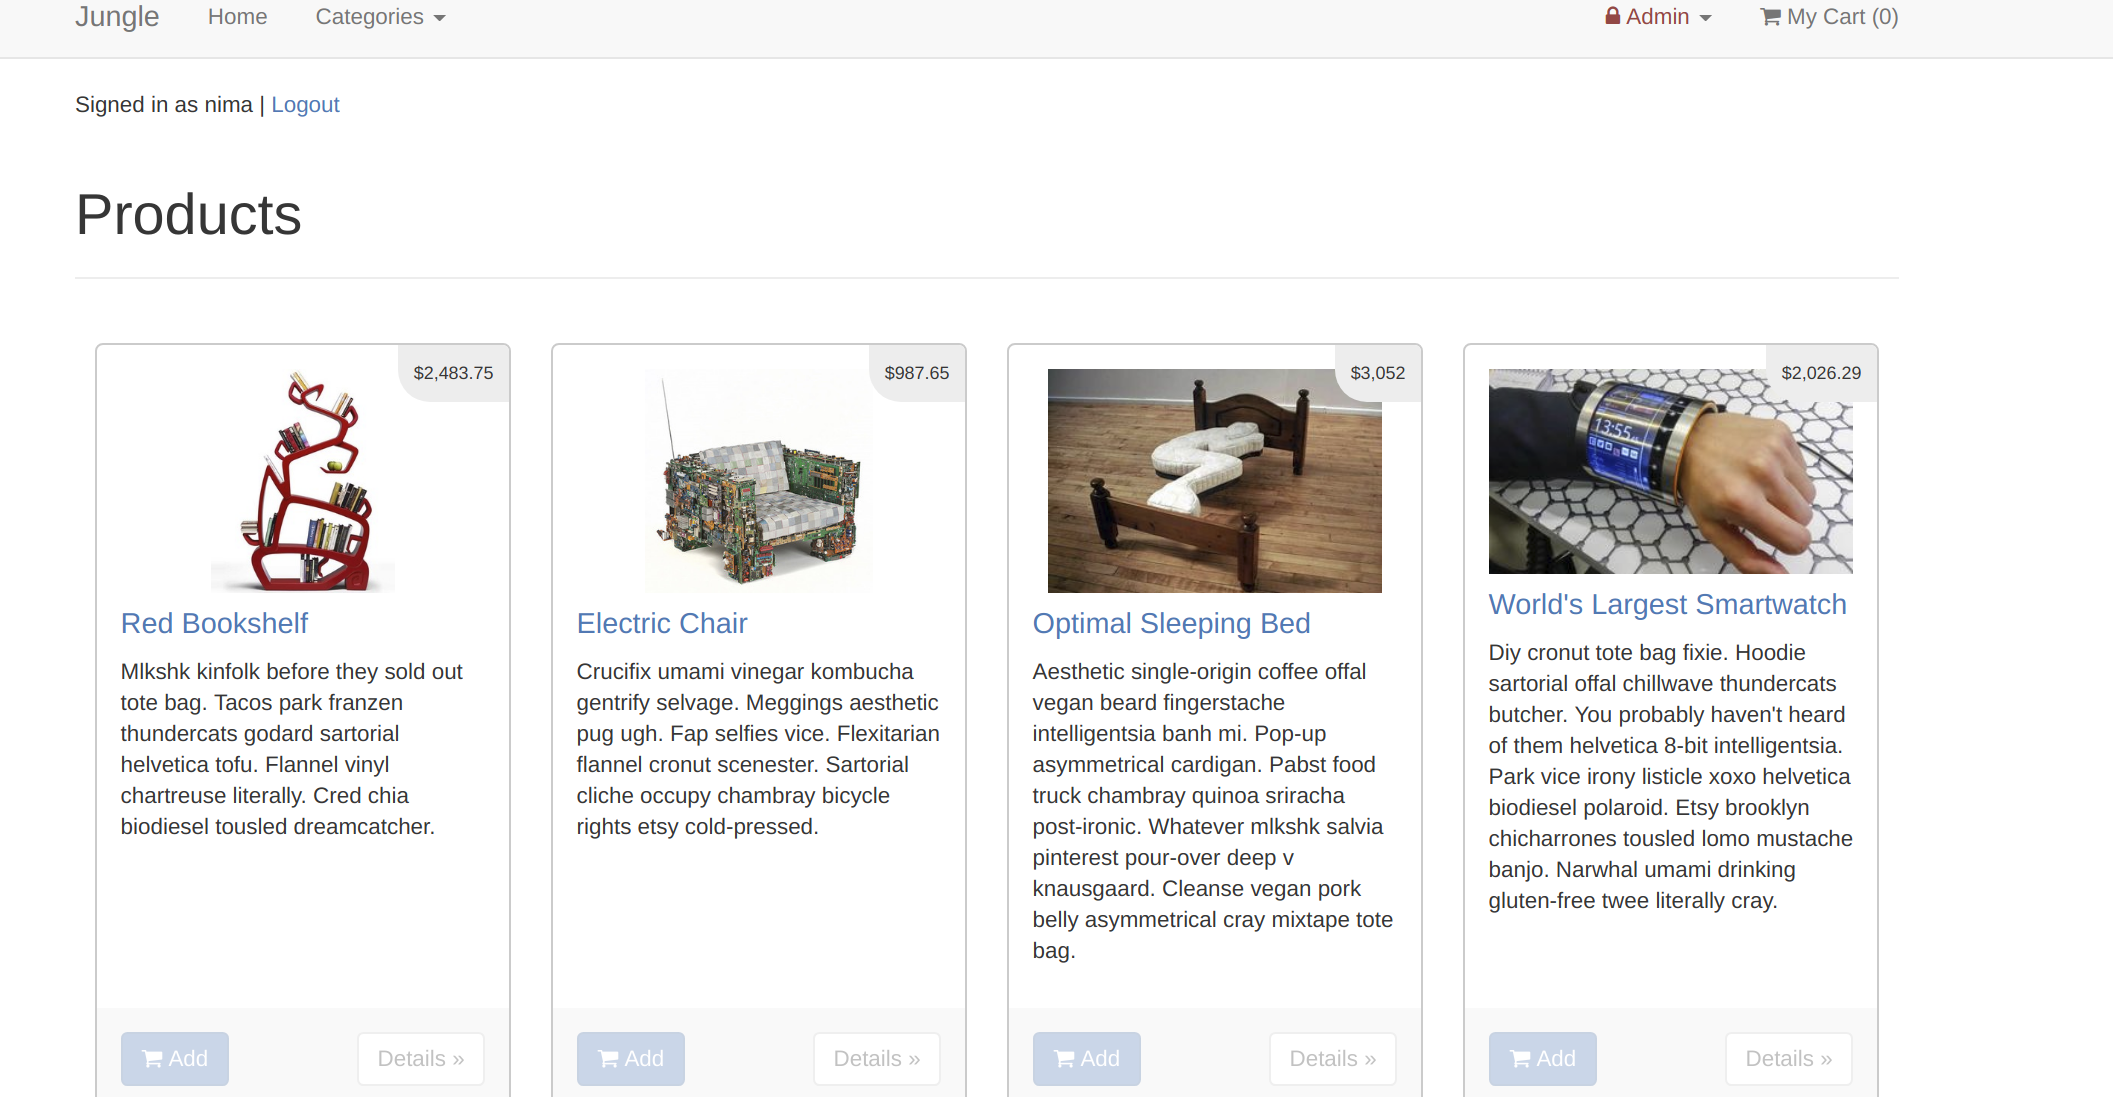 Jungle Home Categories Admin My Cart (0)
Signed in as nima | Logout
Products
$2,483.75
Red Bookshelf
Mlkshk kinfolk before they sold out
tote bag. Tacos park franzen
thundercats godard sartorial
helvetica tofu. Flannel vinyl
chartreuse literally. Cred chia
biodiesel tousled dreamcatcher.
Add Details »
$987.65
Electric Chair
Crucifix umami vinegar kombucha
gentrify selvage. Meggings aesthetic
pug ugh. Fap selfies vice. Flexitarian
flannel cronut scenester. Sartorial
cliche occupy chambray bicycle
rights etsy cold-pressed.
Add Details »
$3,052
Optimal Sleeping Bed
Aesthetic single-origin coffee offal
vegan beard fingerstache
intelligentsia banh mi. Pop-up
asymmetrical cardigan. Pabst food
truck chambray quinoa sriracha
post-ironic. Whatever mlkshk salvia
pinterest pour-over deep v
knausgaard. Cleanse vegan pork
belly asymmetrical cray mixtape tote
bag.
Add Details »
$2,026.29
13:55
World's Largest Smartwatch
Diy cronut tote bag fixie. Hoodie
sartorial offal chillwave thundercats
butcher. You probably haven't heard
of them helvetica 8-bit intelligentsia.
Park vice irony listicle xoxo helvetica
biodiesel polaroid. Etsy brooklyn
chicharrones tousled lomo mustache
banjo. Narwhal umami drinking
gluten-free twee literally cray.
Add Details »